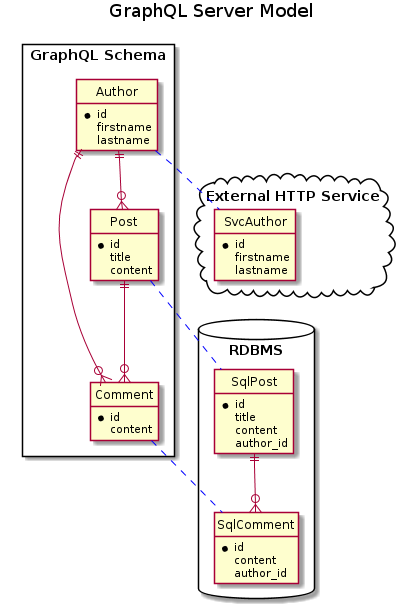 GraphQL Server Model
GraphQL Schema
Author
id
firstname
lastname
External HTTP Service
Post
id
title
content
SvcAuthor
id
firstname
lastname
RDBMS
Comment
id
content
SqlPost
id
title
content
author_id
SqlComment
id
content
author_id